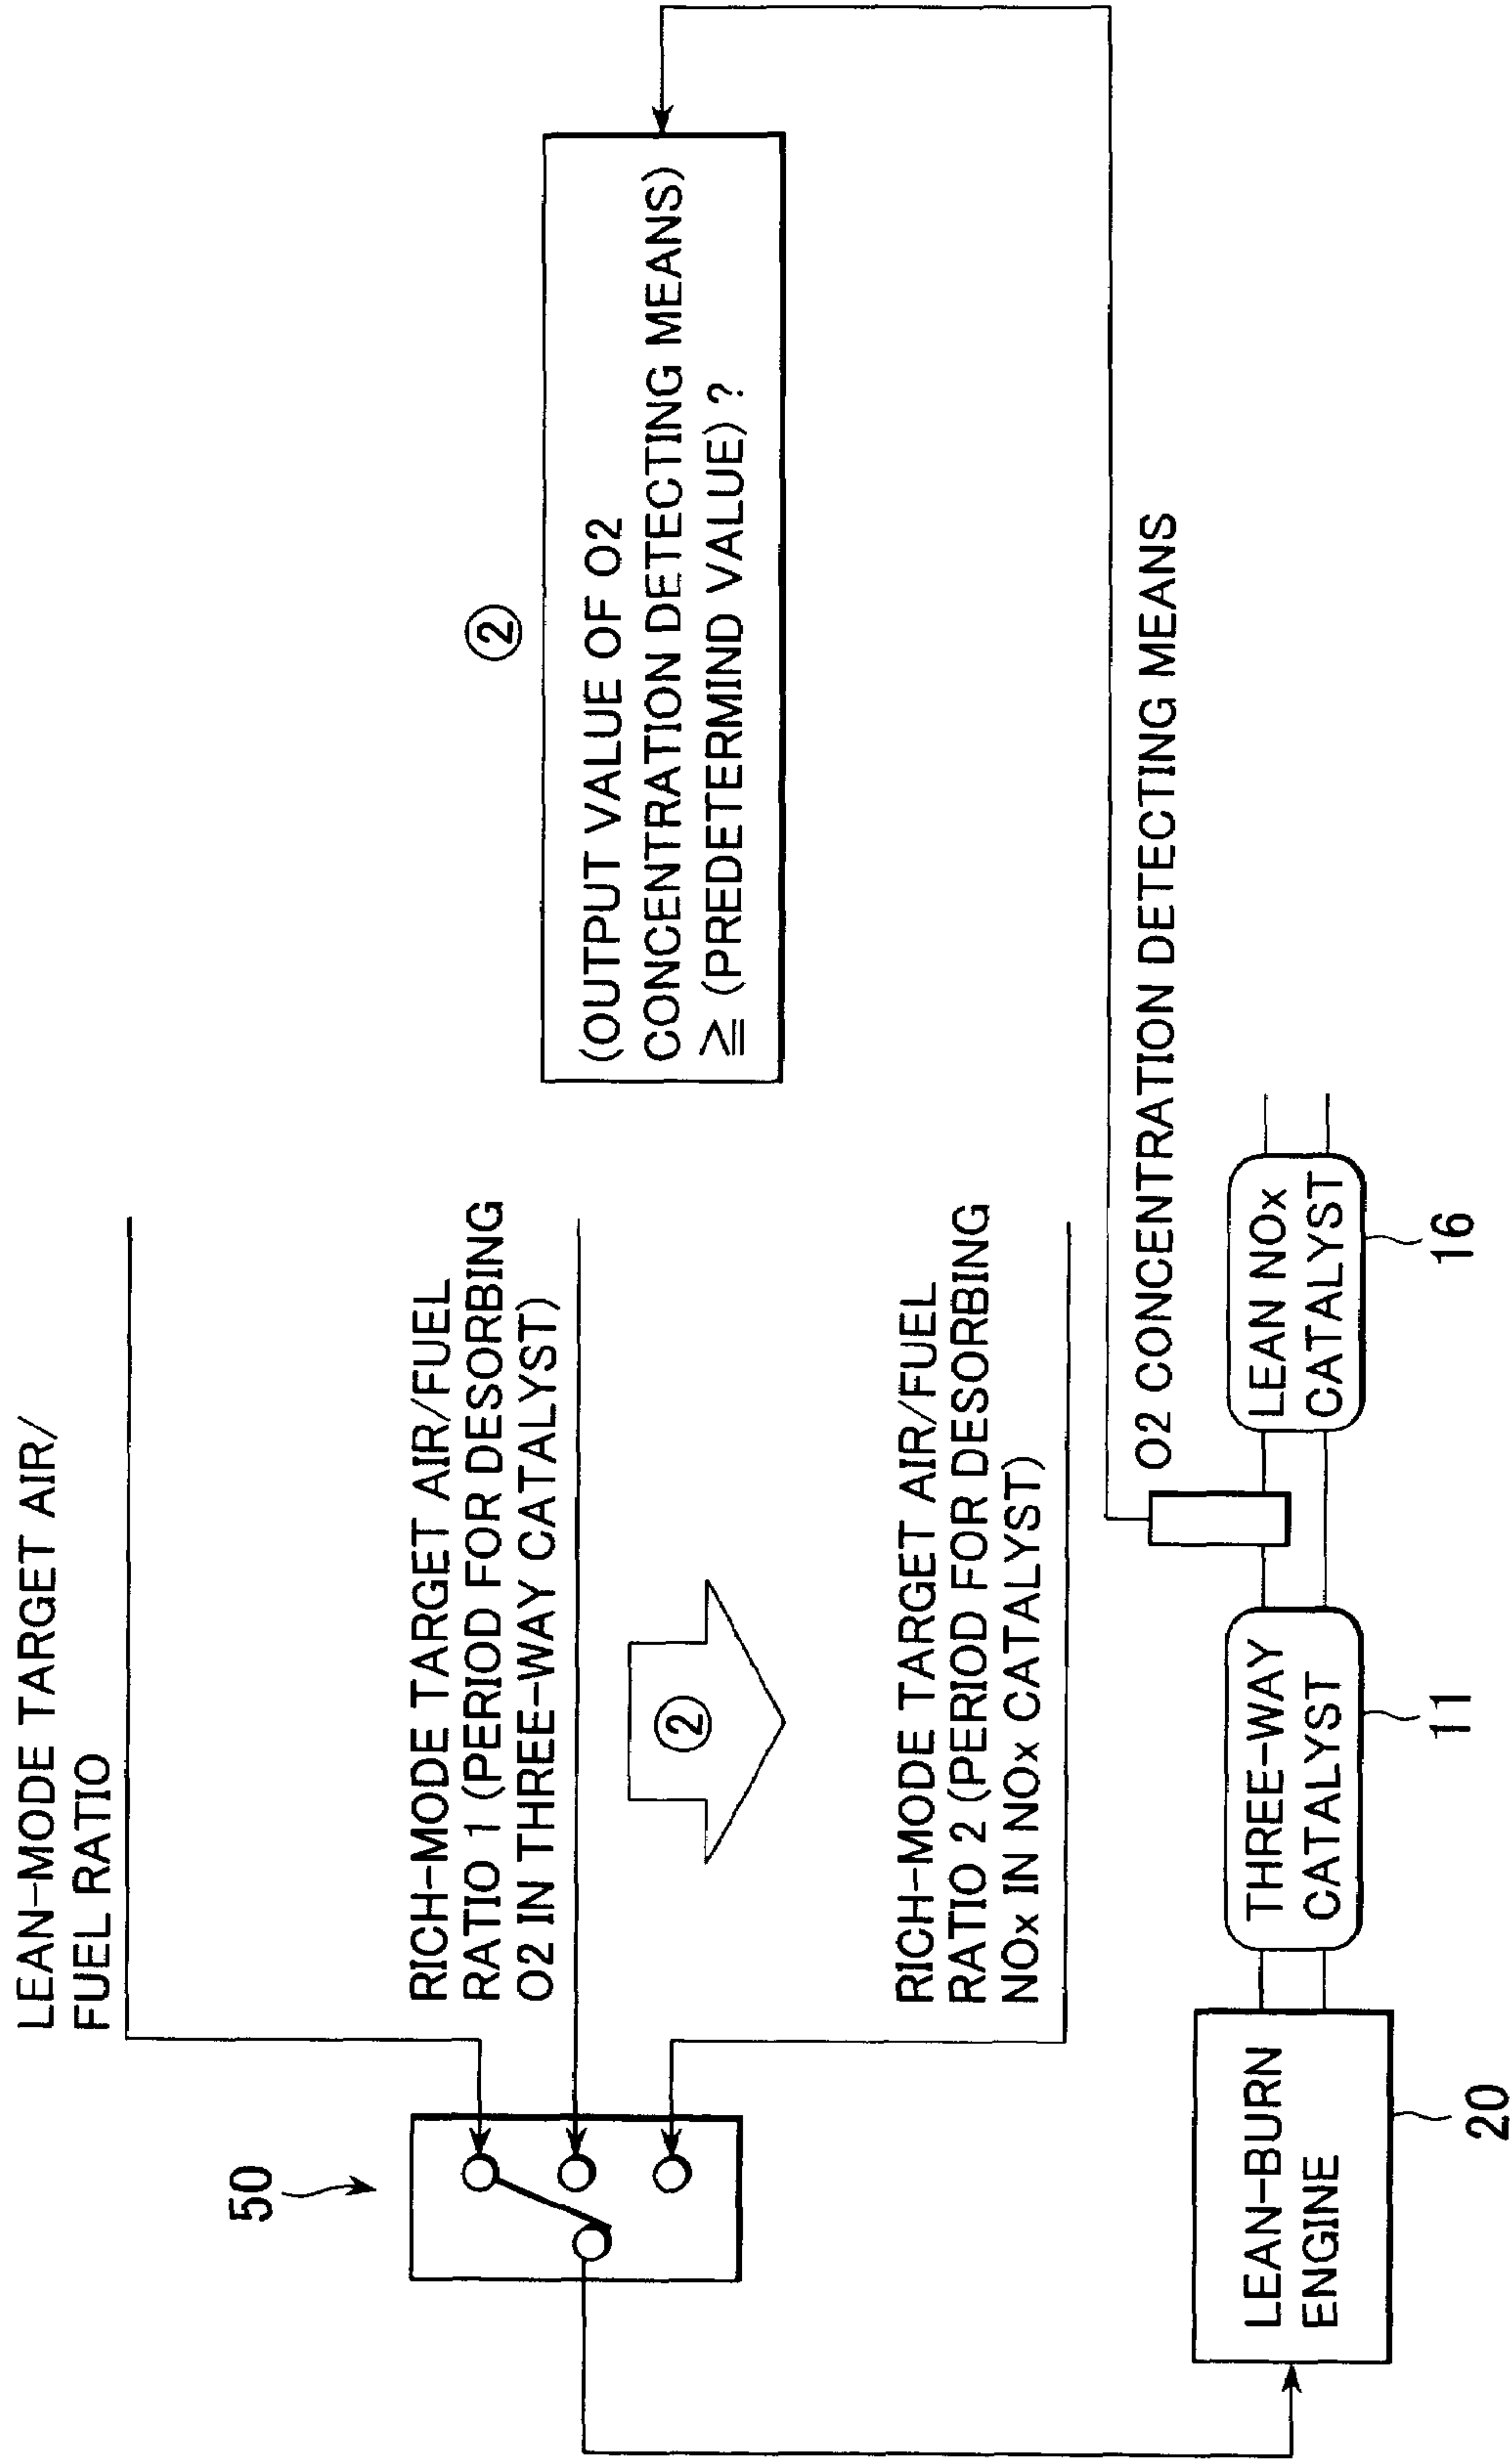 LEAN-MODE TARGET AIR/
FUEL RATIO
50
RICH-MODE TARGET AIR/FUEL
RATIO 1 (PERIOD FOR DESORBING
O2 IN THREE-WAY CATALYST)
②
②
(OUTPUT VALUE OF O2
CONCENTRATION DETECTING MEANS)
≧ (PREDETERMIND VALUE) ?
RICH-MODE TARGET AIR/FUEL
RATIO 2 (PERIOD FOR DESORBING
NOx IN NOx CATALYST)
O2 CONCENTRATION DETECTING MEANS
LEAN-BURN
ENGINE
20
THREE-WAY
CATALYST
11
LEAN NOx
CATALYST
16